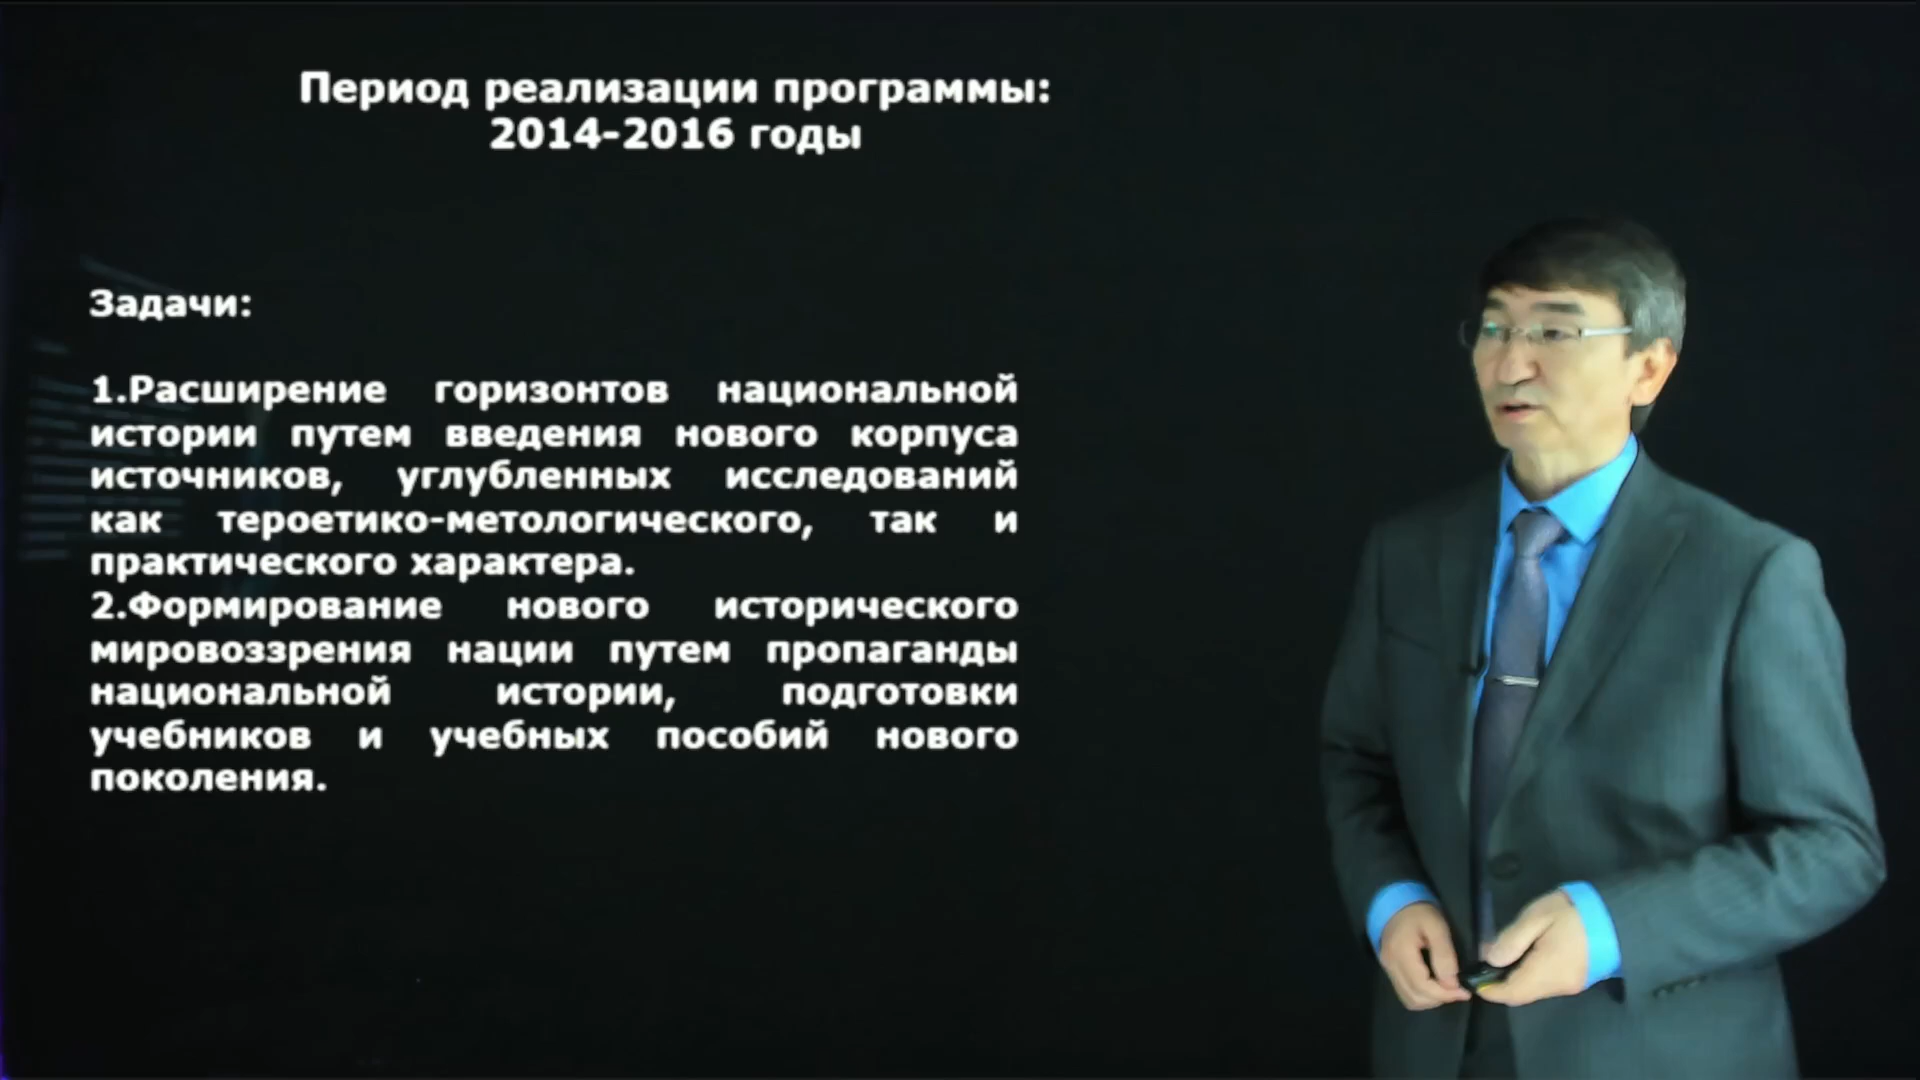 Период реализации программы:
2014-2016 годы
Задачи:
1.Расширение горизонтов национальной
истории путем введения нового корпуса
источников, углубленных исследований
как тероетико-метологического, так и
практического характера.
2.Формирование нового исторического
мировоззрения нации путем пропаганды
национальной истории, подготовки
учебников и учебных пособий нового
поколения.